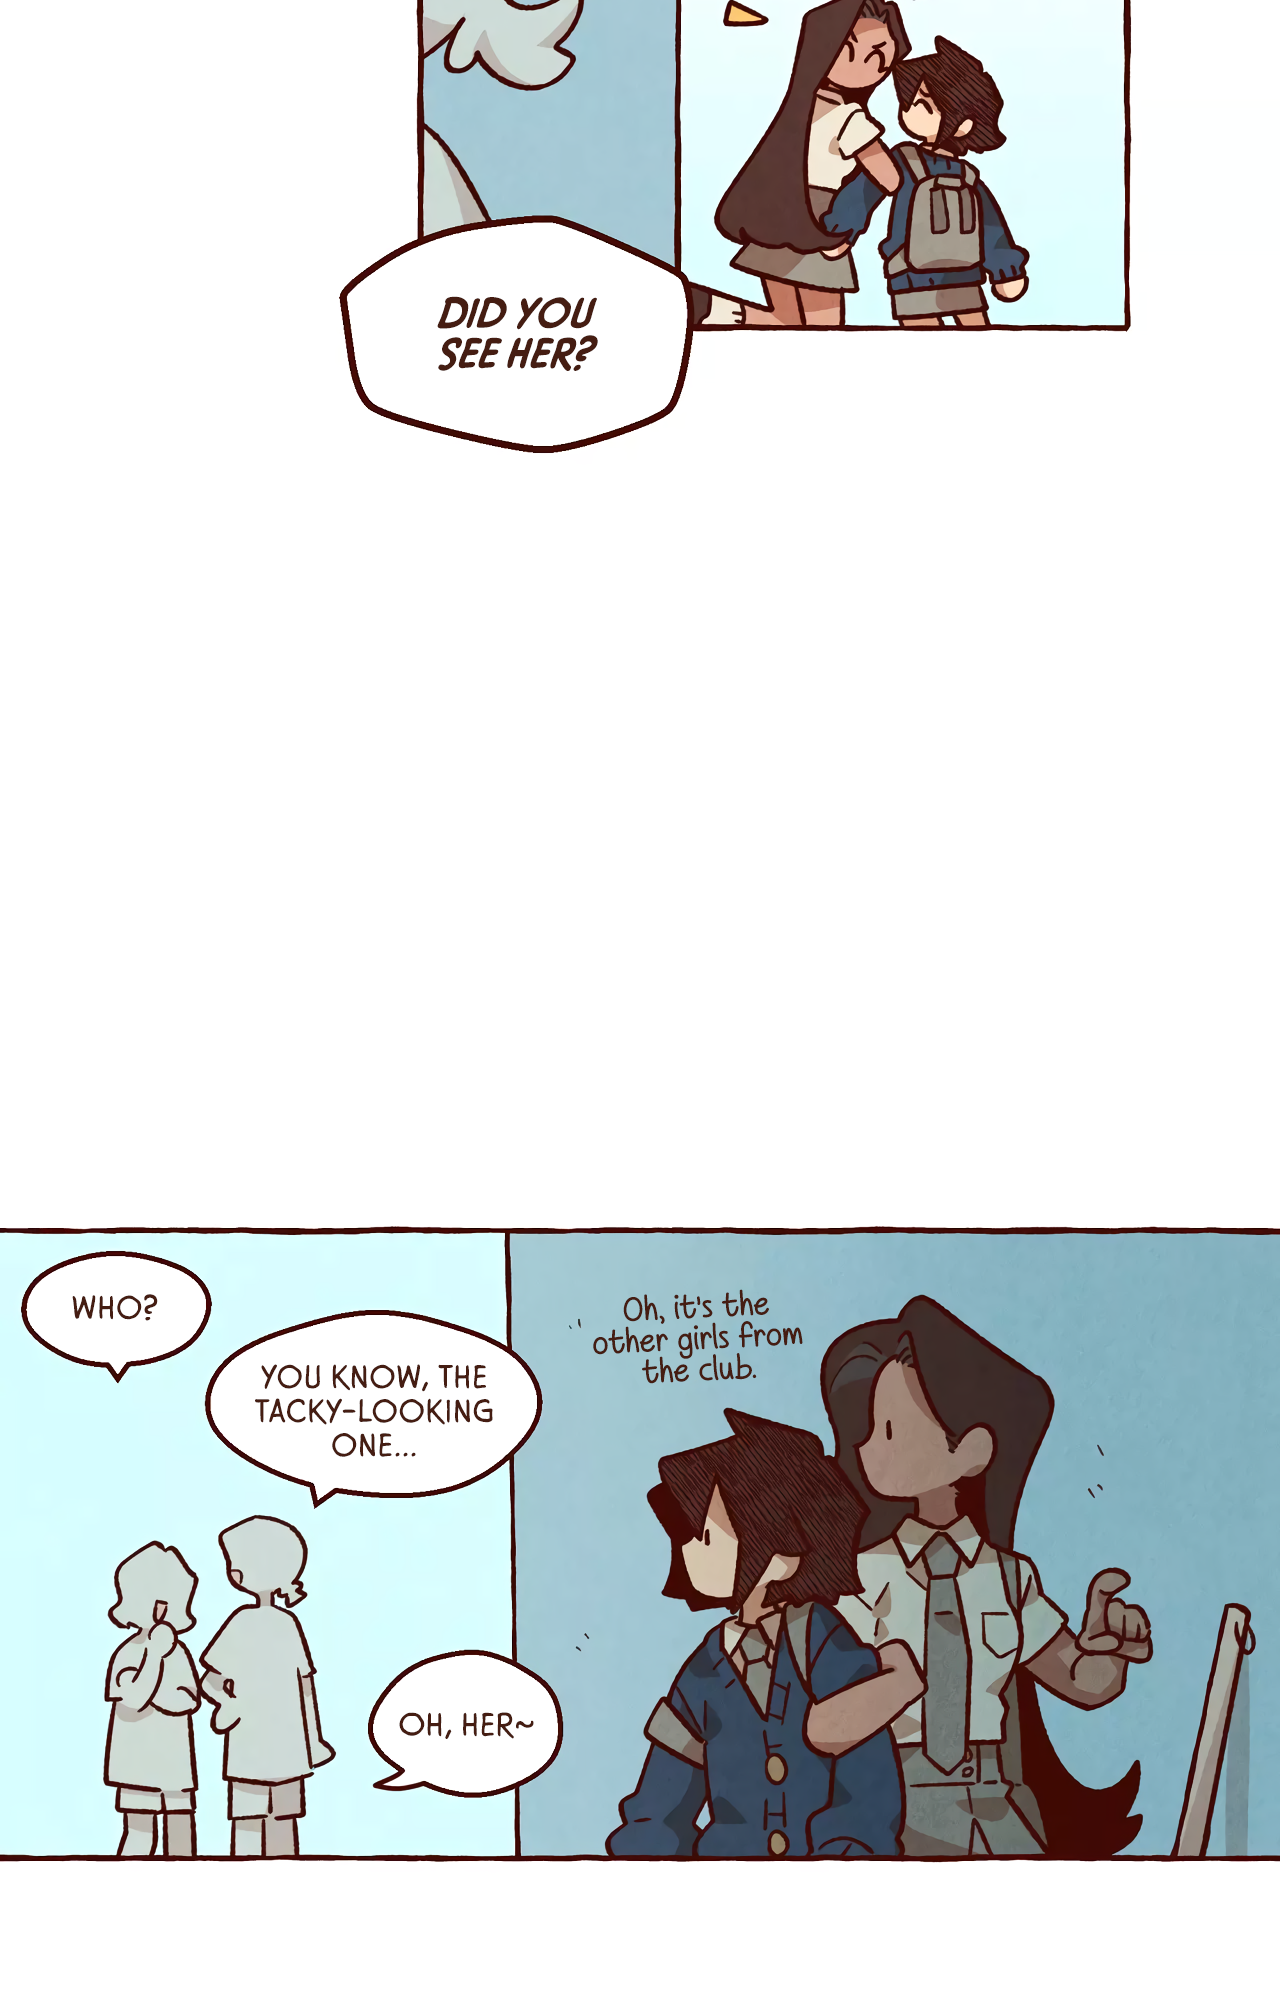 DID YOU
SEE HER?
WHO?
YOU KNOW, THE
TACKY-LOOKING
ONE...
Oh, it's the
other girls from
the club.
OH, HER~